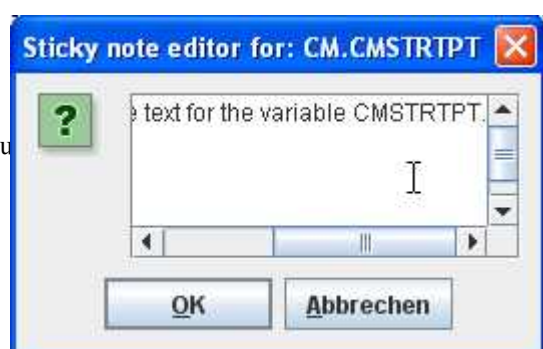 Sticky note editor for: CM.CMSTRTPT
?
text for the variable CMSTRTPT.
u
OK
Abbrechen